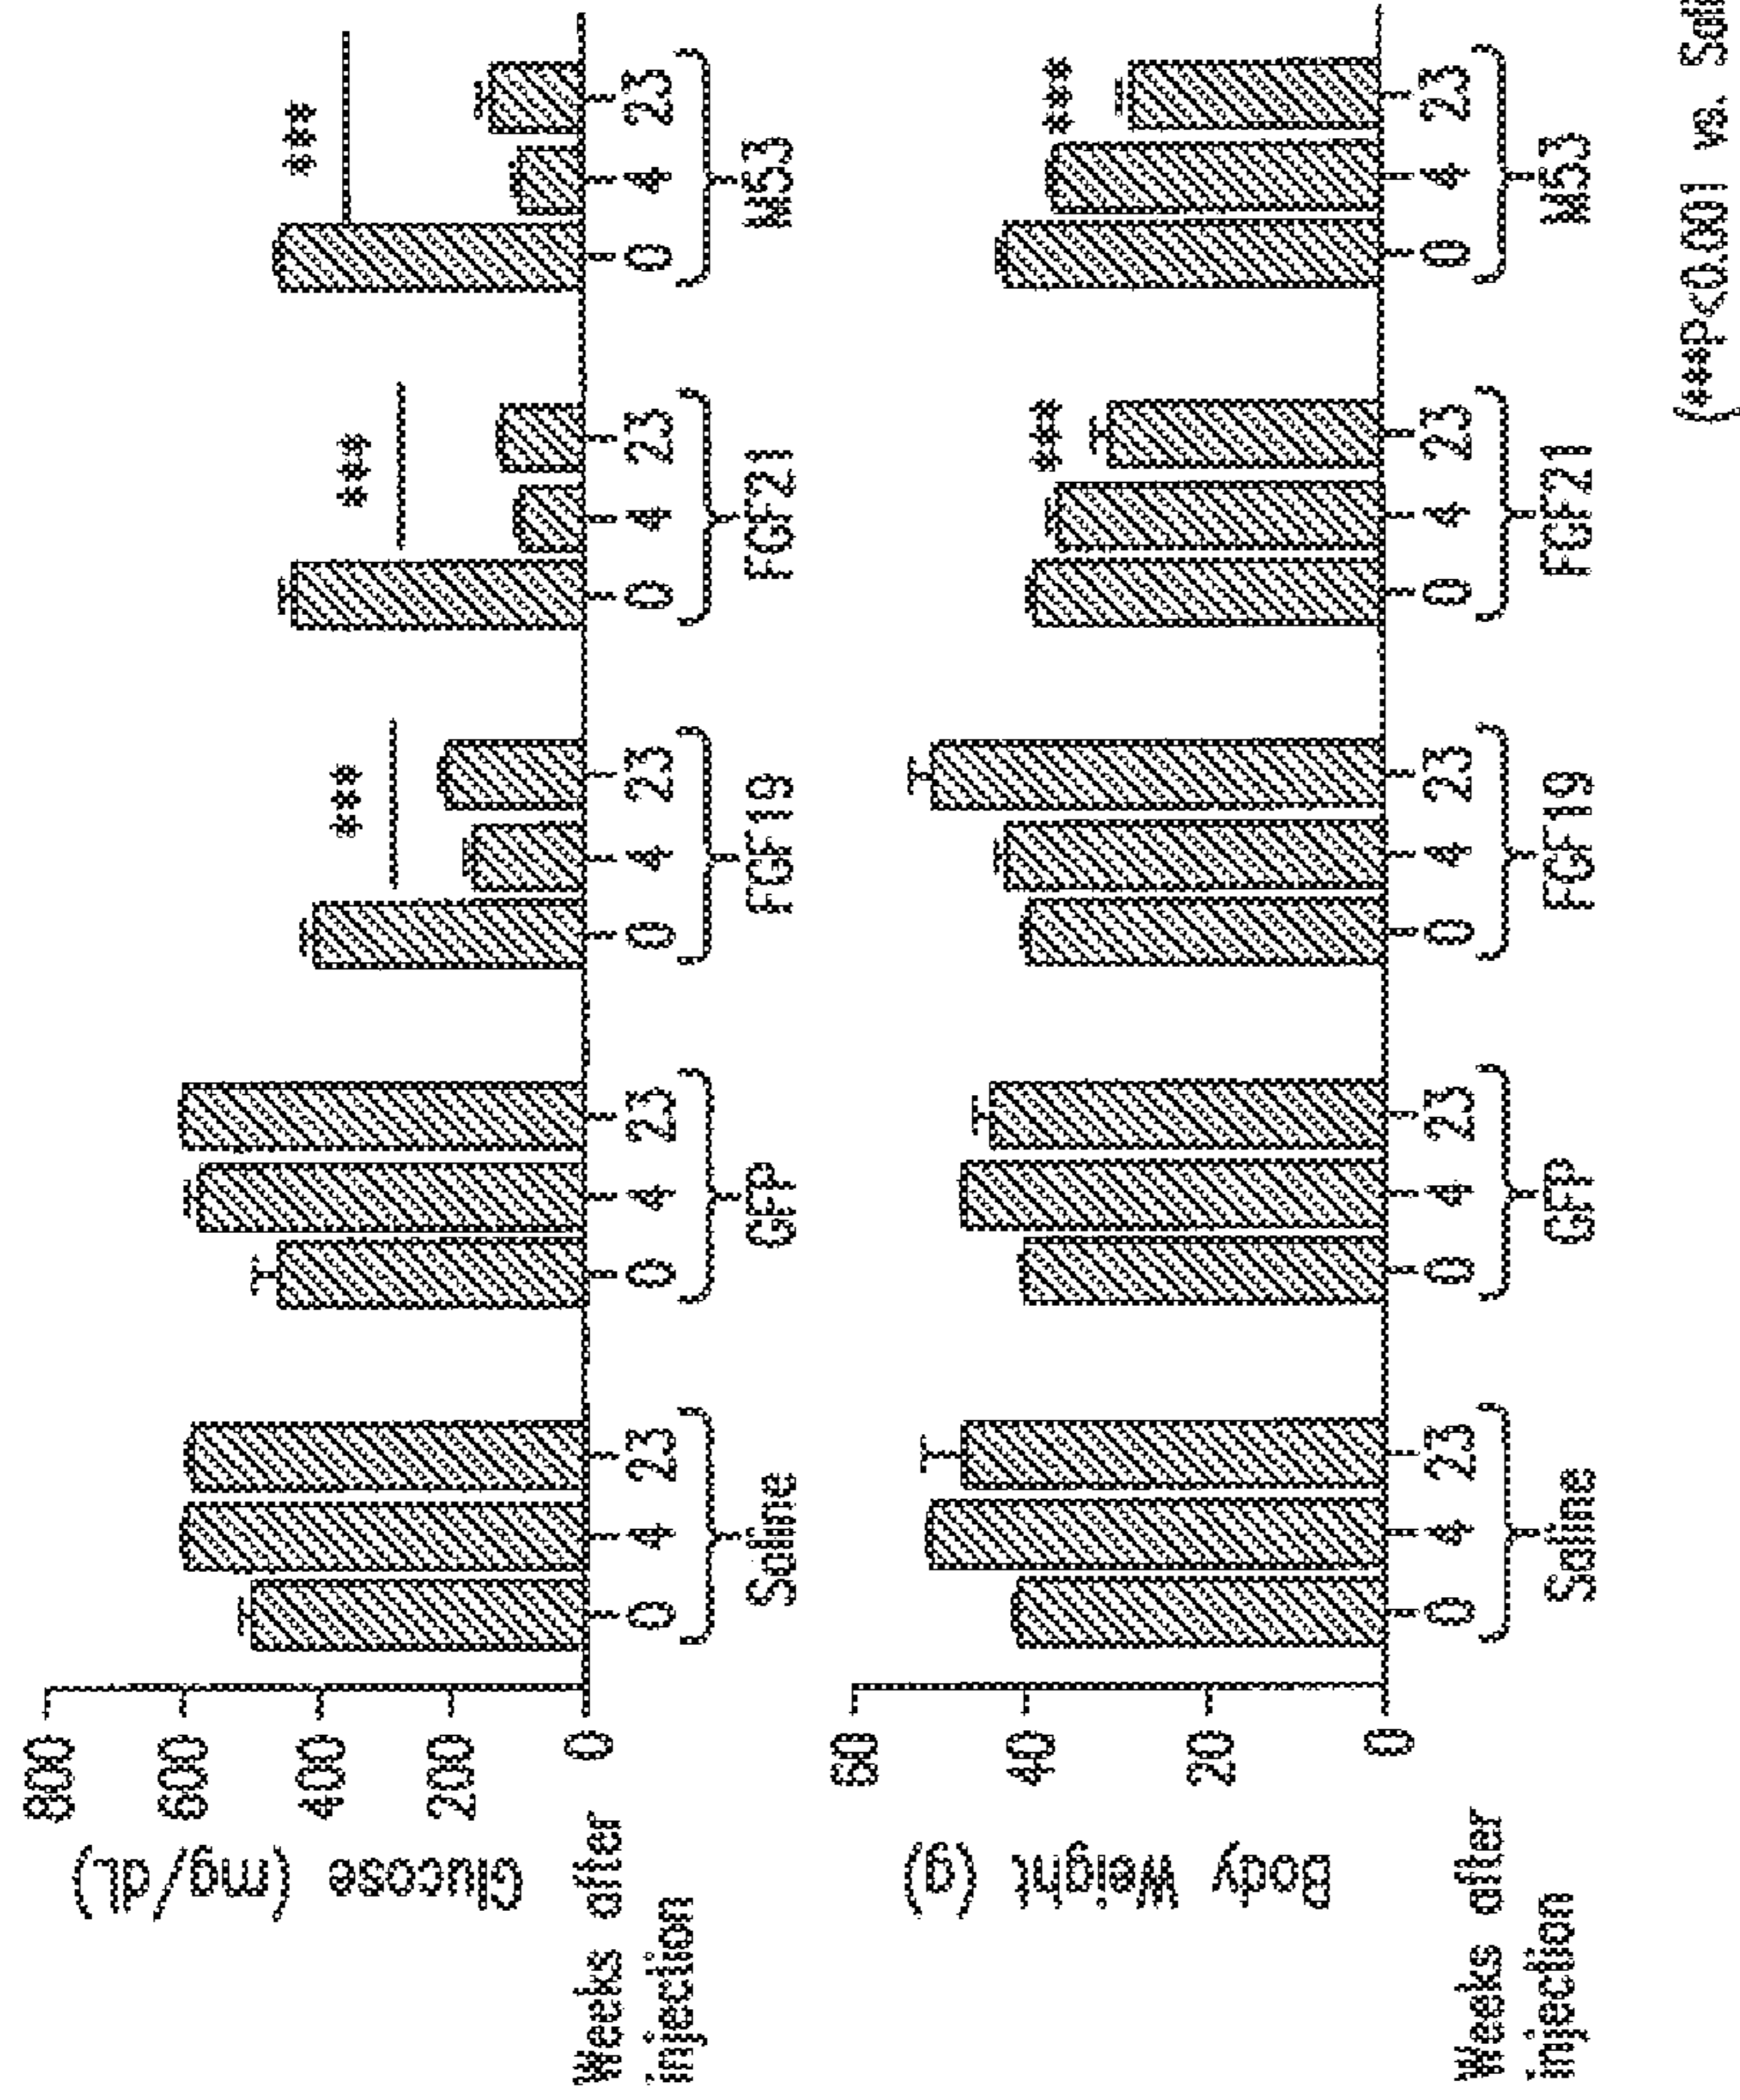 Glucose (mg/dL)
800
600
400
200
0
***
***
***
Weeks after
injection
0 4 23 0 4 23 0 4 23 0 4 23 0 4 23
Saline GFP FGF19 FGF21 M53
Body Weight (g)
60
40
20
0
***
***
Weeks after
injection
0 4 23 0 4 23 0 4 23 0 4 23 0 4 23
Saline GFP FGF19 FGF21 M53
(***P<0.001 vs.